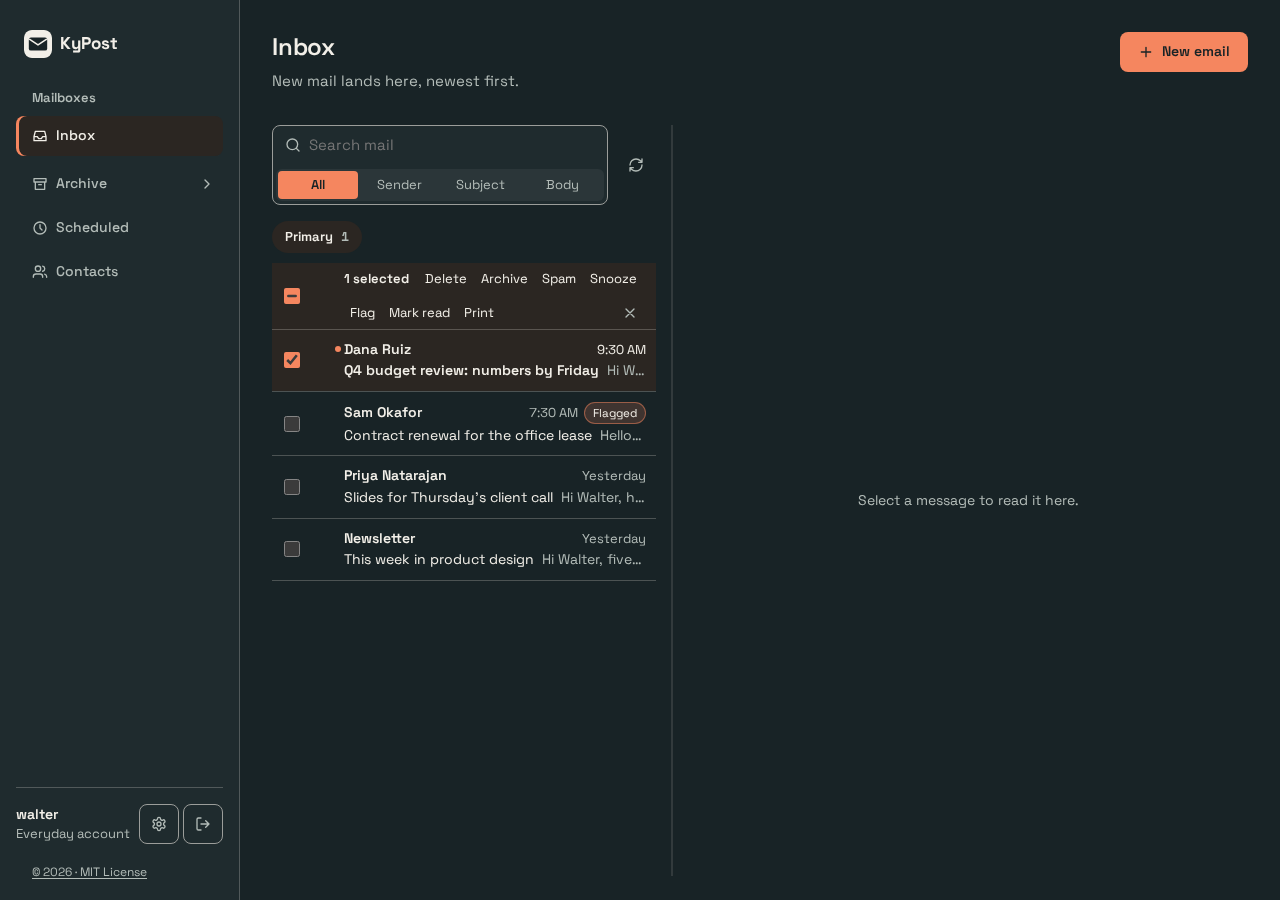 KyPost
Mailboxes
Inbox
Archive
Scheduled
Contacts
walter
Everyday account
© 2026 · MIT License
Inbox
New mail lands here, newest first.
New email
Search mail
All Sender Subject Body
Primary 1
1 selected Delete Archive Spam Snooze
Flag Mark read Print
Dana Ruiz 9:30 AM
Q4 budget review: numbers by Friday Hi W...
Sam Okafor 7:30 AM Flagged
Contract renewal for the office lease Hello...
Priya Natarajan Yesterday
Slides for Thursday's client call Hi Walter, h...
Newsletter Yesterday
This week in product design Hi Walter, five...
Select a message to read it here.